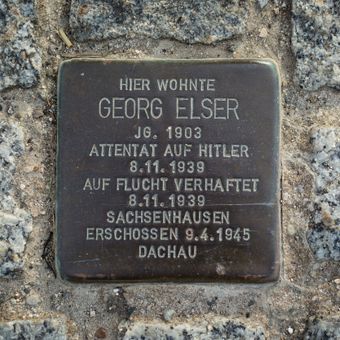 HIER WOHNTE
GEORG ELSER
JG. 1903
ATTENTAT AUF HITLER
8.11.1939
AUF FLUCHT VERHAFTET
8.11.1939
SACHSENHAUSEN
ERSCHOSSEN 9.4.1945
DACHAU